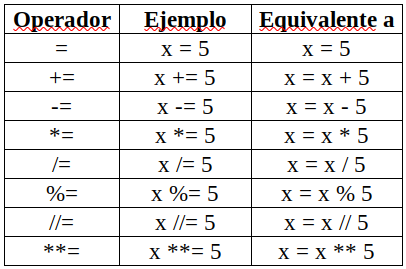 Operador Ejemplo Equivalente a
= x = 5 x = 5
+= x += 5 x = x + 5
-= x -= 5 x = x - 5
*= x *= 5 x = x * 5
/= x /= 5 x = x / 5
%= x %= 5 x = x % 5
//= x //= 5 x = x // 5
**= x **= 5 x = x ** 5